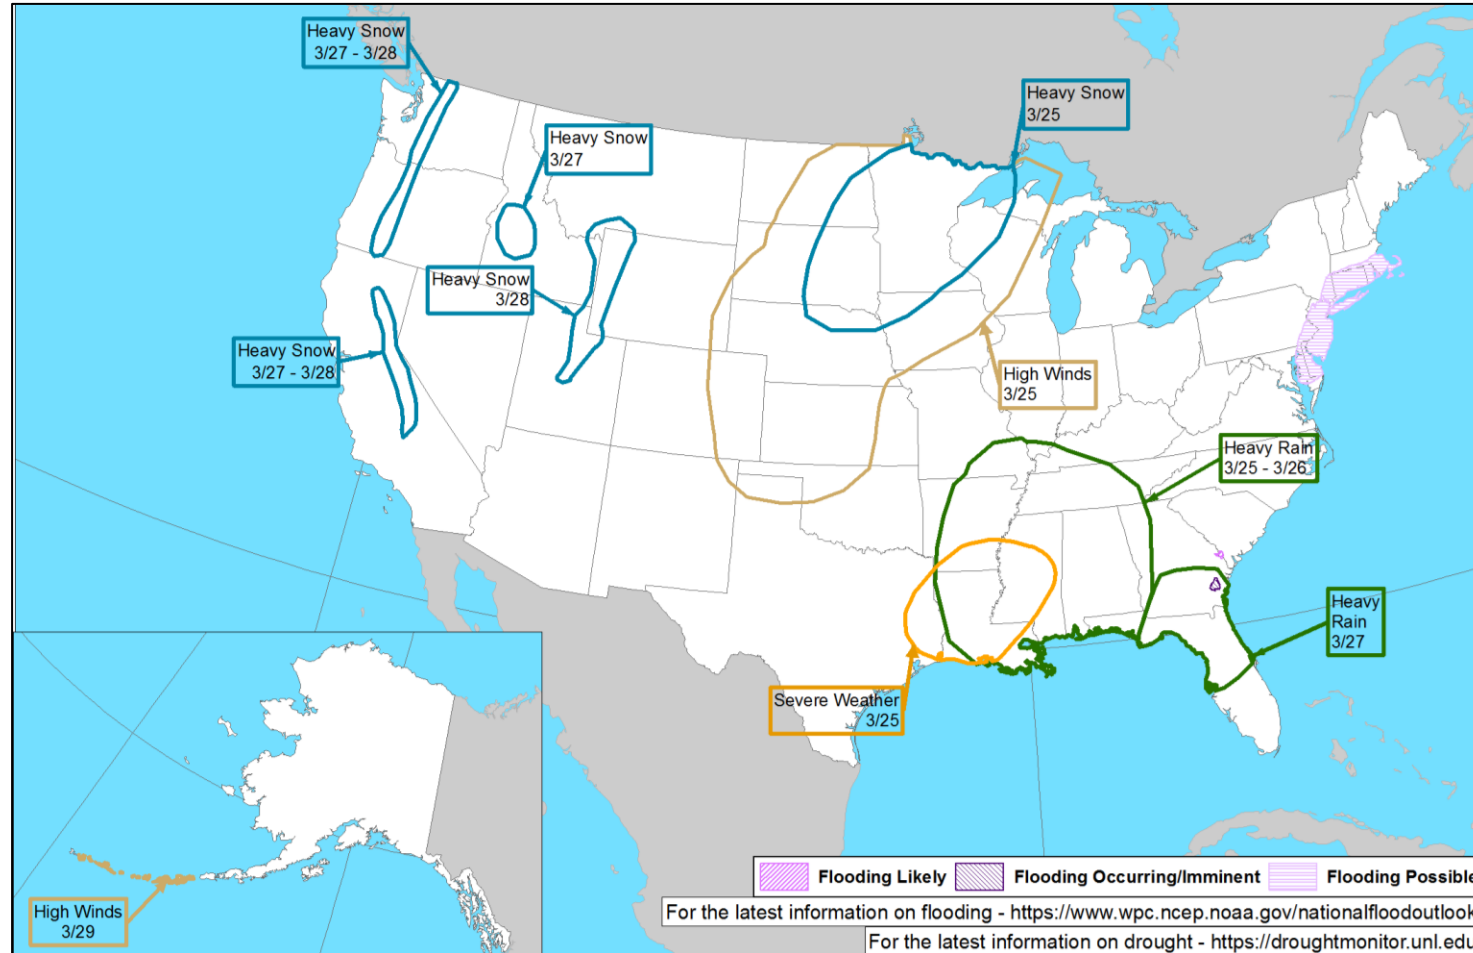 Heavy Snow
3/27 - 3/28
Heavy Snow
3/27
Heavy Snow
3/25
Heavy Snow
3/28
Heavy Snow
3/27 - 3/28
High Winds
3/25
Heavy Rain
3/25 - 3/26
Heavy
Rain
3/27
Severe Weather
3/25
High Winds
3/29
Flooding Likely
Flooding Occurring/Imminent
Flooding Possible
For the latest information on flooding - https://www.wpc.ncep.noaa.gov/nationalfloodoutlook
For the latest information on drought - https://droughtmonitor.unl.edu